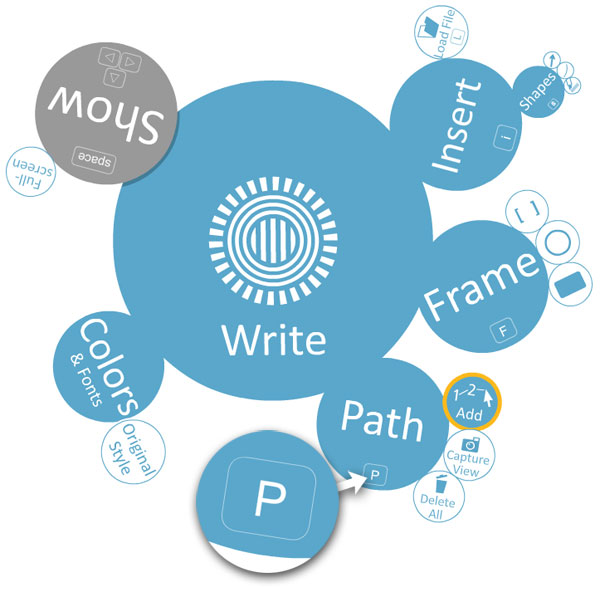 Load File
L
Insert
i
Shapes
S
Show
space
Full-
screen
Frame
[ ]
F
Write
Colors
& Fonts
Original
Style
Path
P
1 2
Add
Capture
View
Delete
All
P